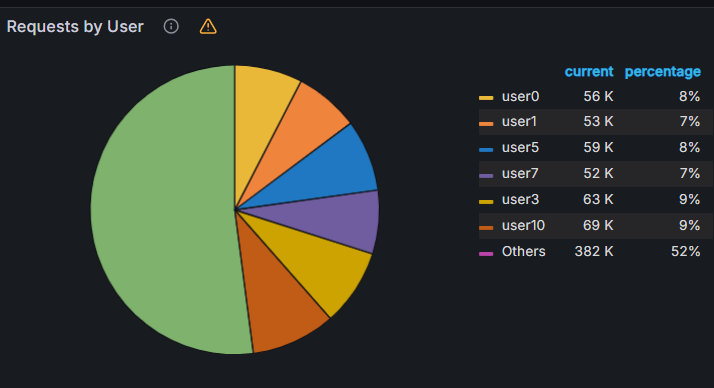 Requests by User
current percentage
user0 56 K 8%
user1 53 K 7%
user5 59 K 8%
user7 52 K 7%
user3 63 K 9%
user10 69 K 9%
Others 382 K 52%